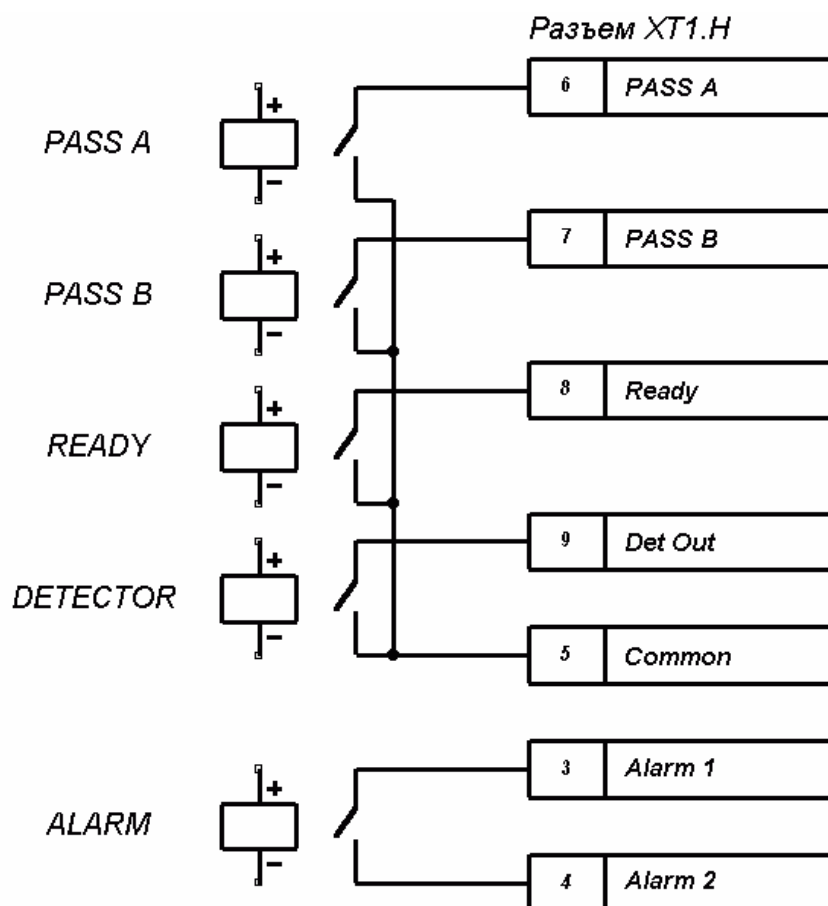 Разъем XT1.H
6 PASS A
PASS A
+
−
7 PASS B
PASS B
+
−
8 Ready
READY
+
−
9 Det Out
DETECTOR
+
−
5 Common
3 Alarm 1
ALARM
+
−
4 Alarm 2